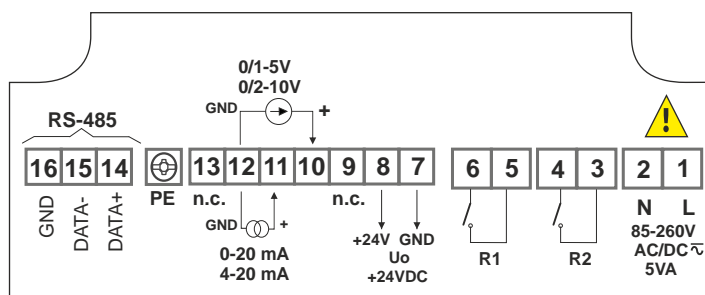 0/1-5V
0/2-10V
GND +
RS-485
16 15 14 13 12 11 10 9 8 7 6 5 4 3 2 1
PE n.c. n.c. N L
GND DATA- DATA+
GND +
0-20 mA
4-20 mA
+24V GND
Uo
+24VDC
R1
R2
85-260V
AC/DC
5VA
!